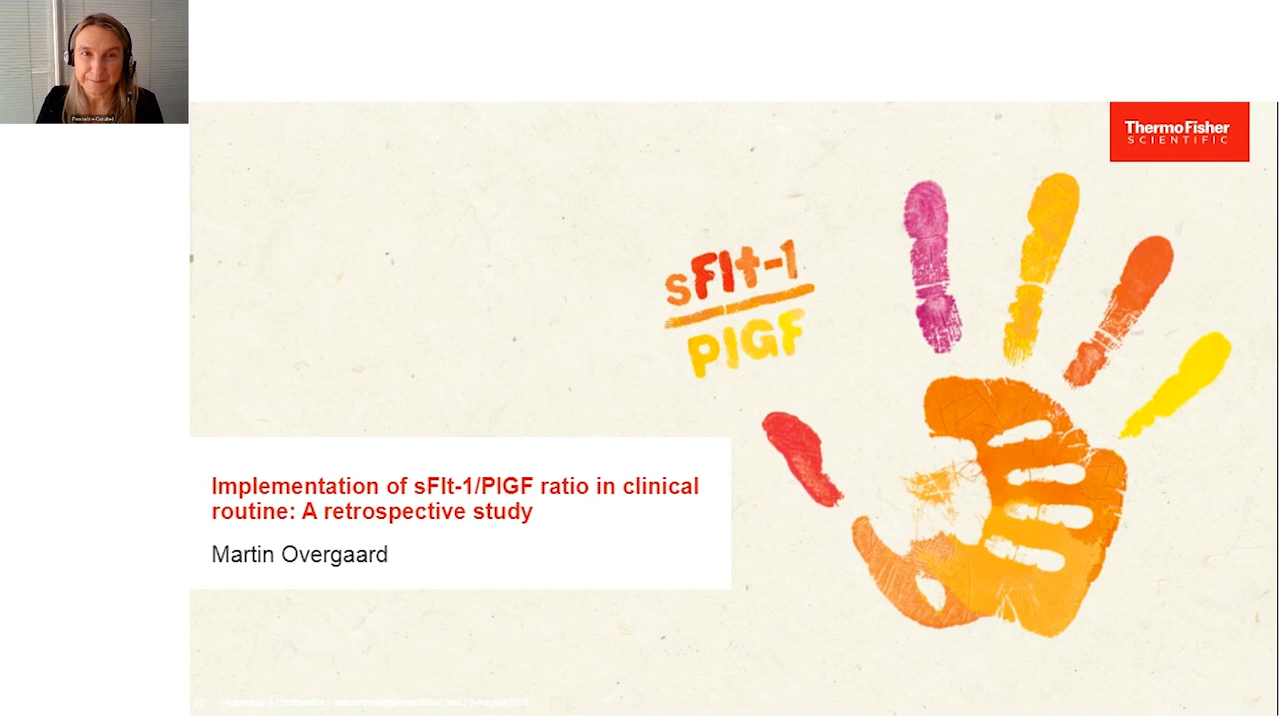 ThermoFisher
SCIENTIFIC
sFlt-1
PlGF
Implementation of sFlt-1/PlGF ratio in clinical
routine: A retrospective study
Martin Overgaard